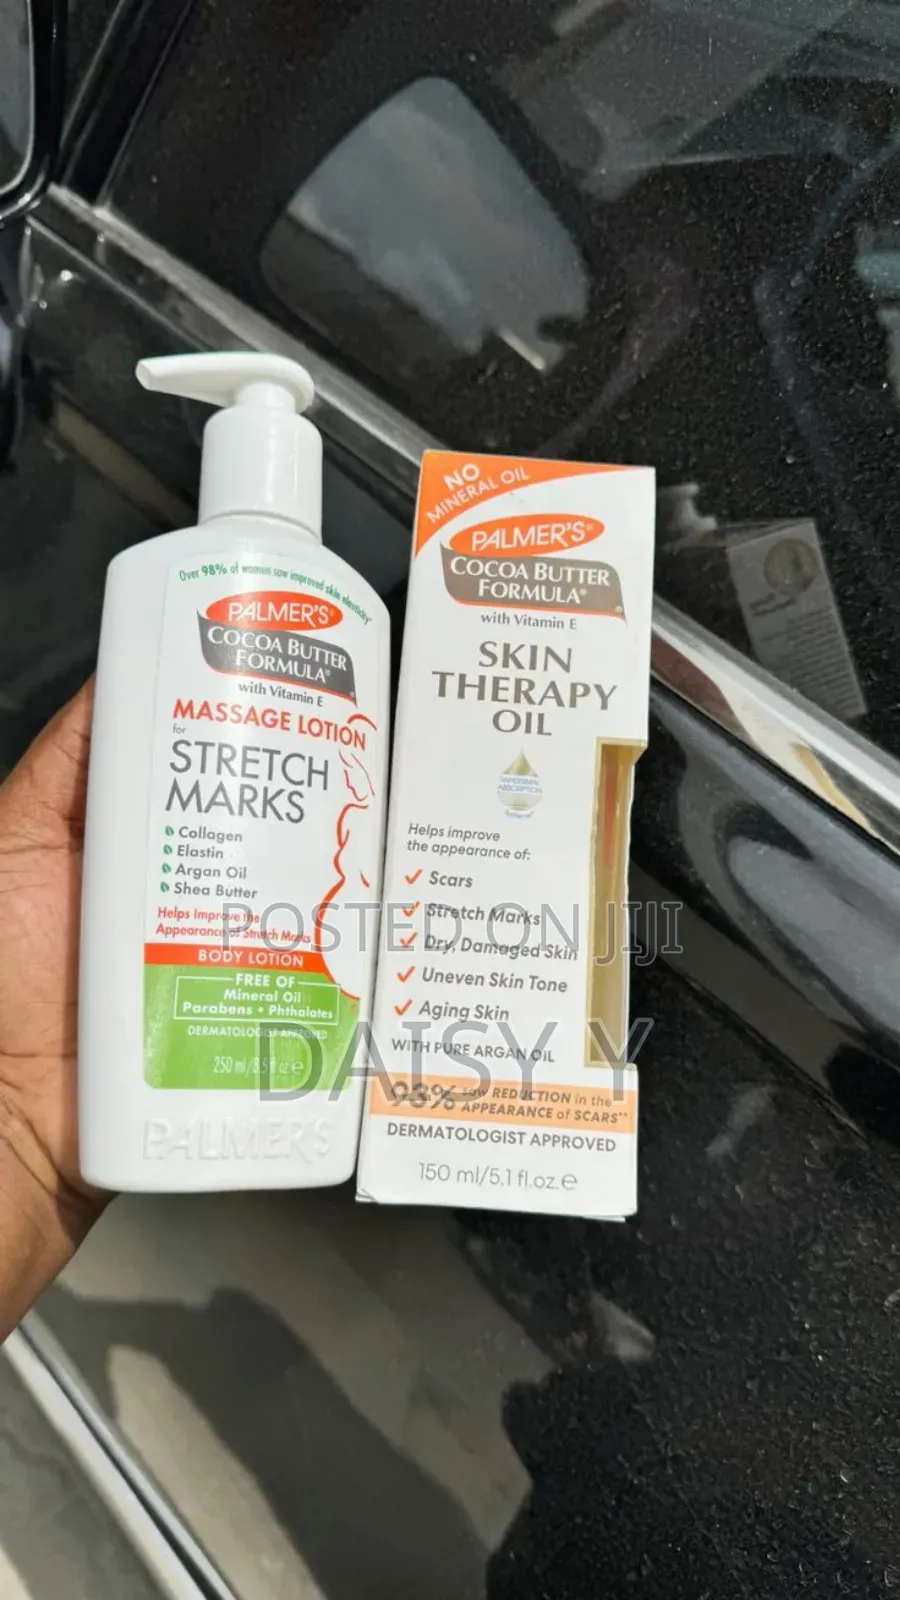 Over 98% of women saw improved skin elasticity*
PALMER'S®
COCOA BUTTER
FORMULA®
with Vitamin E
MASSAGE LOTION
for
STRETCH
MARKS
Collagen
Elastin
Argan Oil
Shea Butter
Helps Improve the
Appearance of Stretch Marks
BODY LOTION
FREE OF
Mineral Oil
Parabens • Phthalates
DERMATOLOGIST APPROVED
250 ml/8.5 fl oz e
PALMER'S
NO
MINERAL OIL
PALMER'S®
COCOA BUTTER
FORMULA®
with Vitamin E
SKIN
THERAPY
OIL
RAPIDERMAL
ABSORPTION
Helps improve
the appearance of:
Scars
Stretch Marks
Dry, Damaged Skin
Uneven Skin Tone
Aging Skin
WITH PURE ARGAN OIL
93% saw REDUCTION in the
APPEARANCE of SCARS**
DERMATOLOGIST APPROVED
150 ml/5.1 fl.oz.e
POSTED ON JIJI
DAISY Y